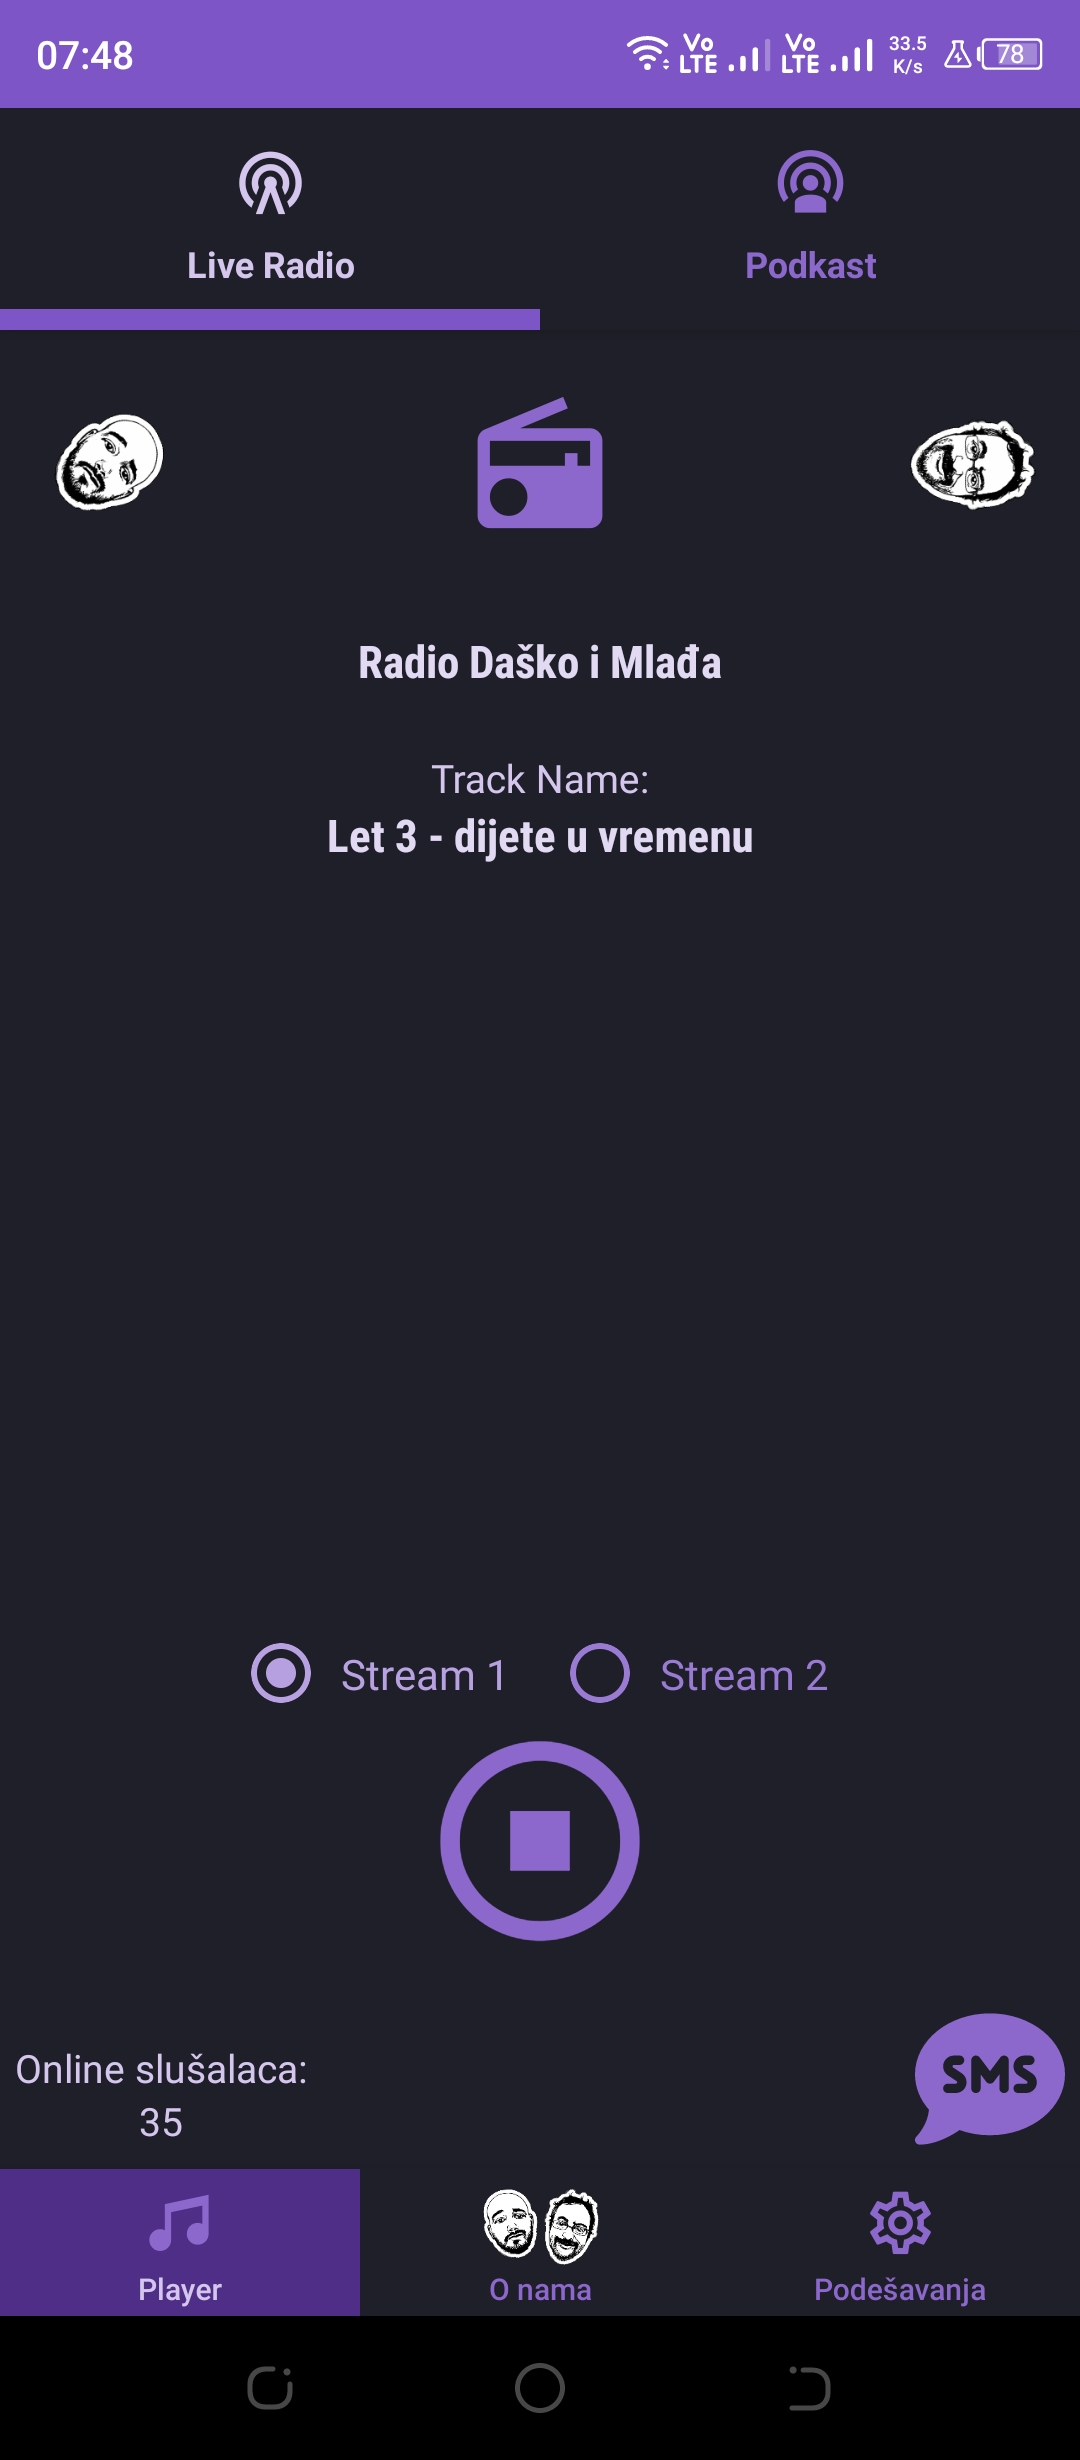 07:48
Vo LTE Vo LTE 33.5 K/s 78
Live Radio
Podkast
Radio Daško i Mlađa
Track Name:
Let 3 - dijete u vremenu
Stream 1
Stream 2
Online slušalaca:
35
SMS
Player
O nama
Podešavanja